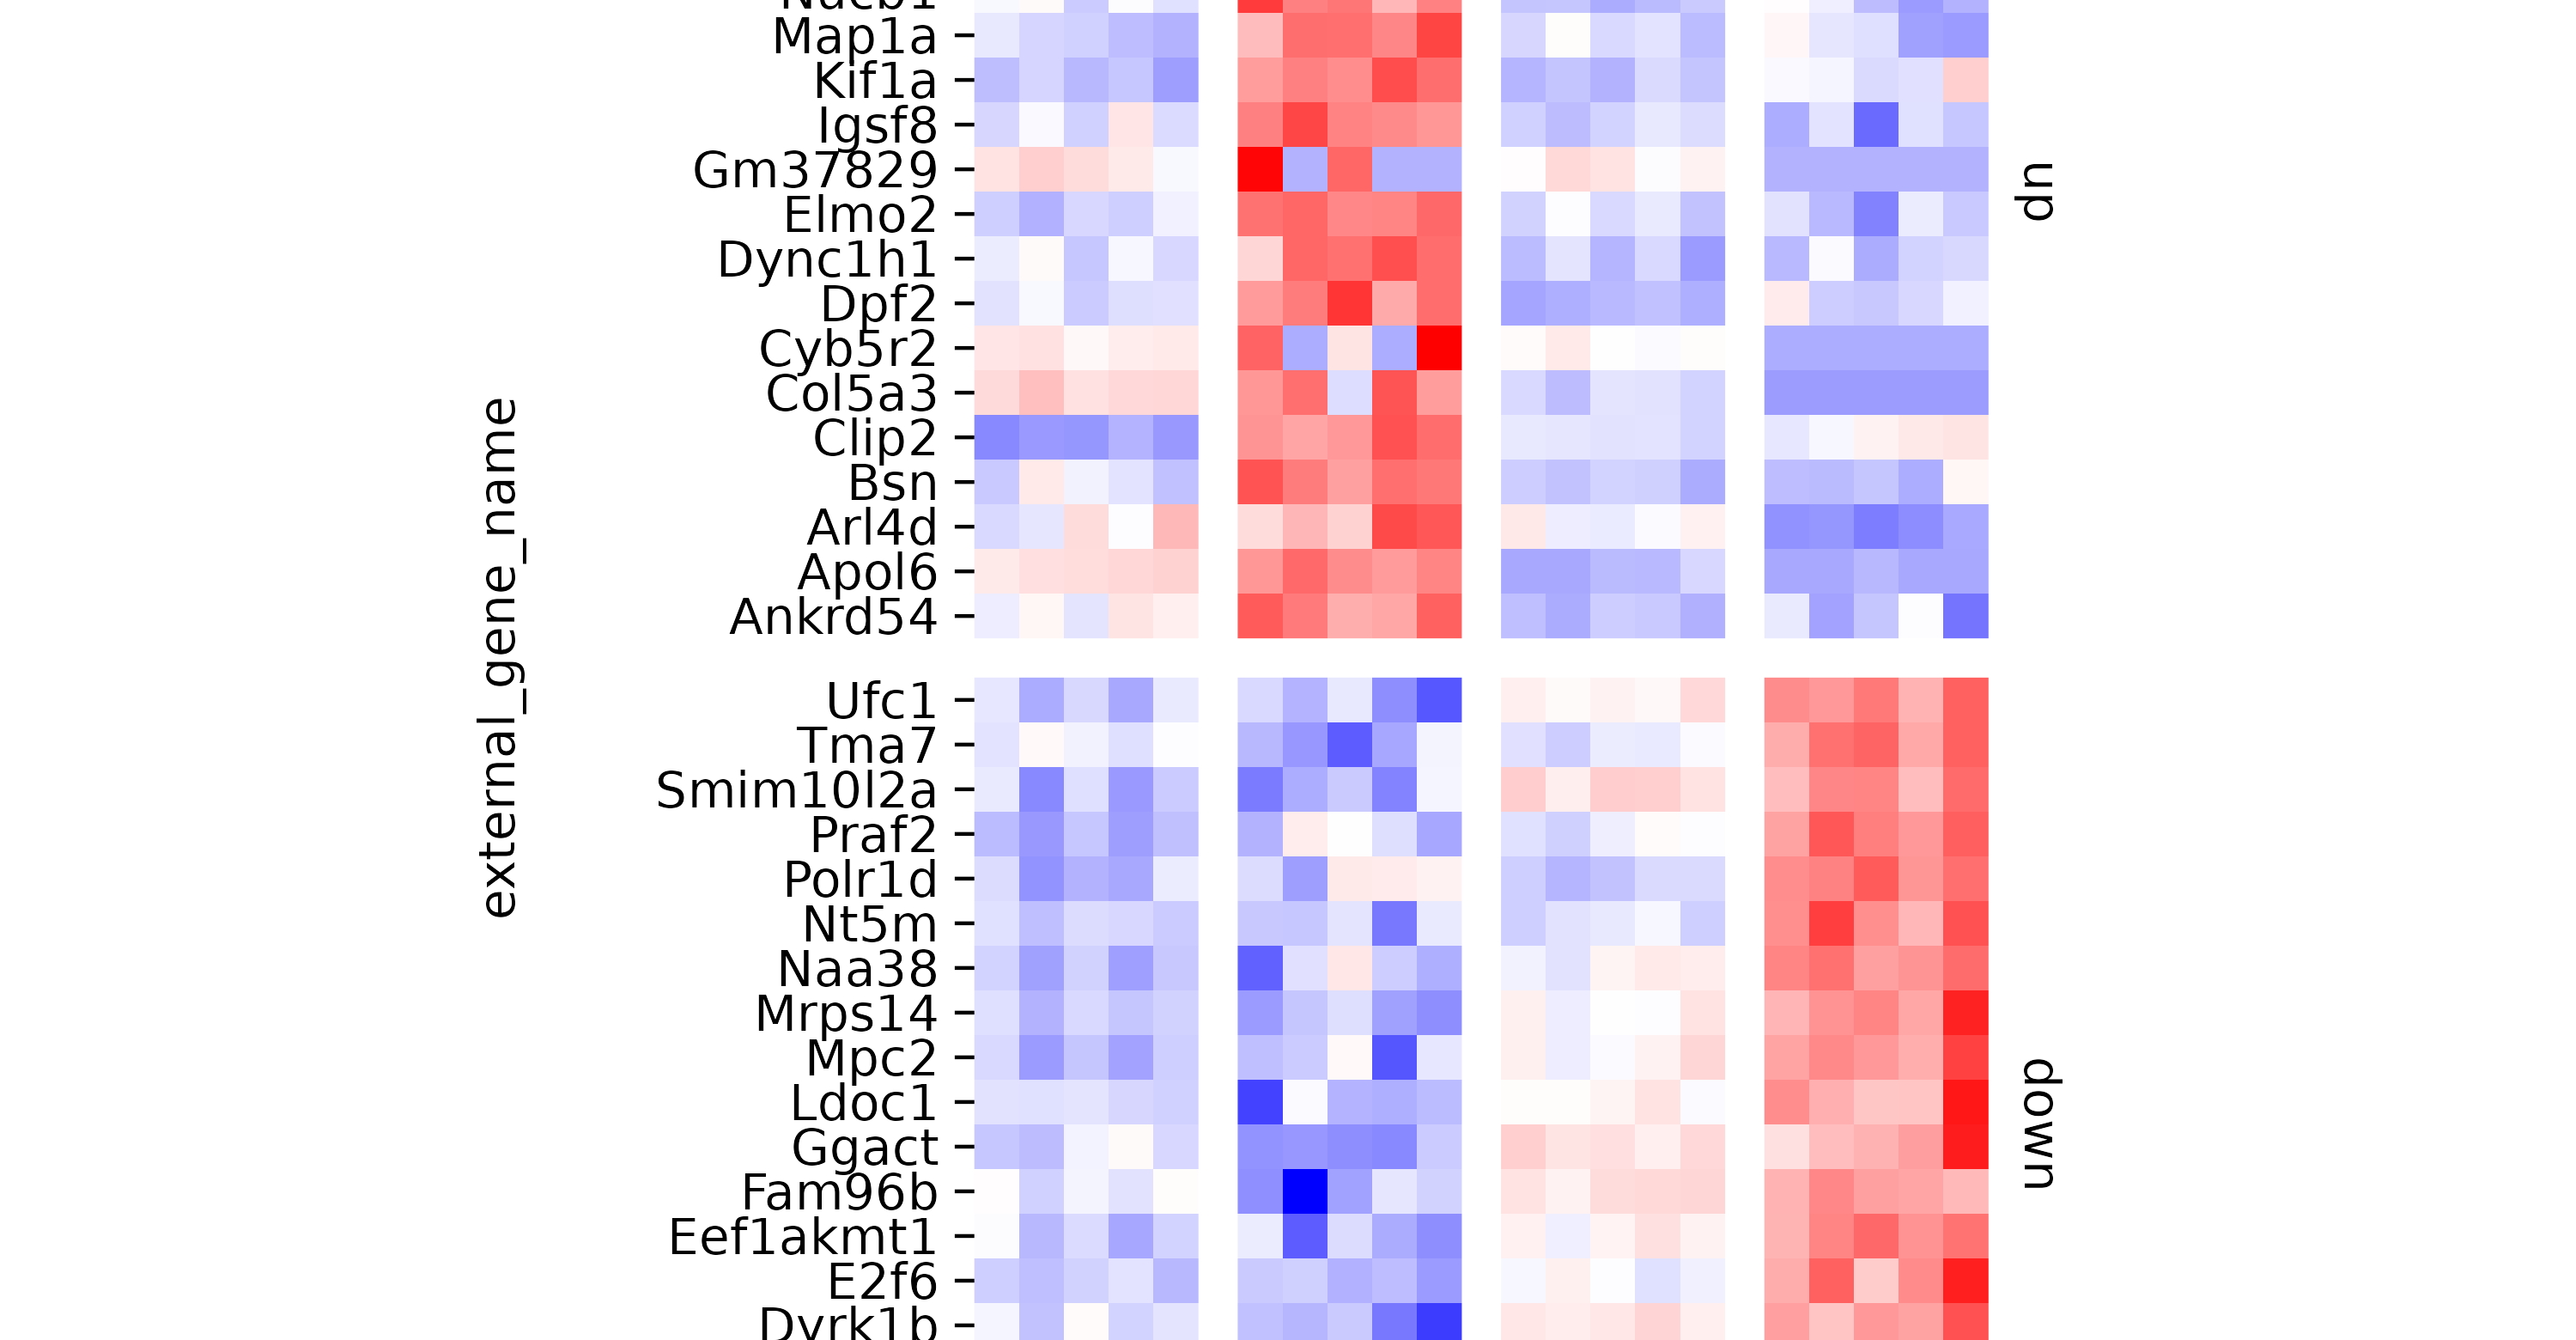 Map1a
Kif1a
Igsf8
Gm37829
Elmo2
Dync1h1
Dpf2
Cyb5r2
Col5a3
Clip2
Bsn
Arl4d
Apol6
Ankrd54
up
external_gene_name
Ufc1
Tma7
Smim10l2a
Praf2
Polr1d
Nt5m
Naa38
Mrps14
Mpc2
Ldoc1
Ggact
Fam96b
Eef1akmt1
E2f6
Dyrk1b
down